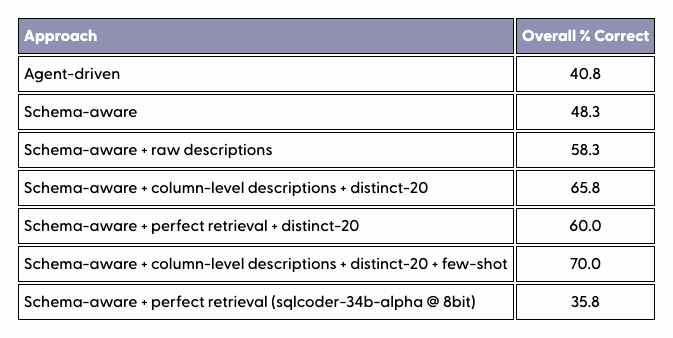 Approach Overall % Correct
Agent-driven 40.8
Schema-aware 48.3
Schema-aware + raw descriptions 58.3
Schema-aware + column-level descriptions + distinct-20 65.8
Schema-aware + perfect retrieval + distinct-20 60.0
Schema-aware + column-level descriptions + distinct-20 + few-shot 70.0
Schema-aware + perfect retrieval (sqlcoder-34b-alpha @ 8bit) 35.8